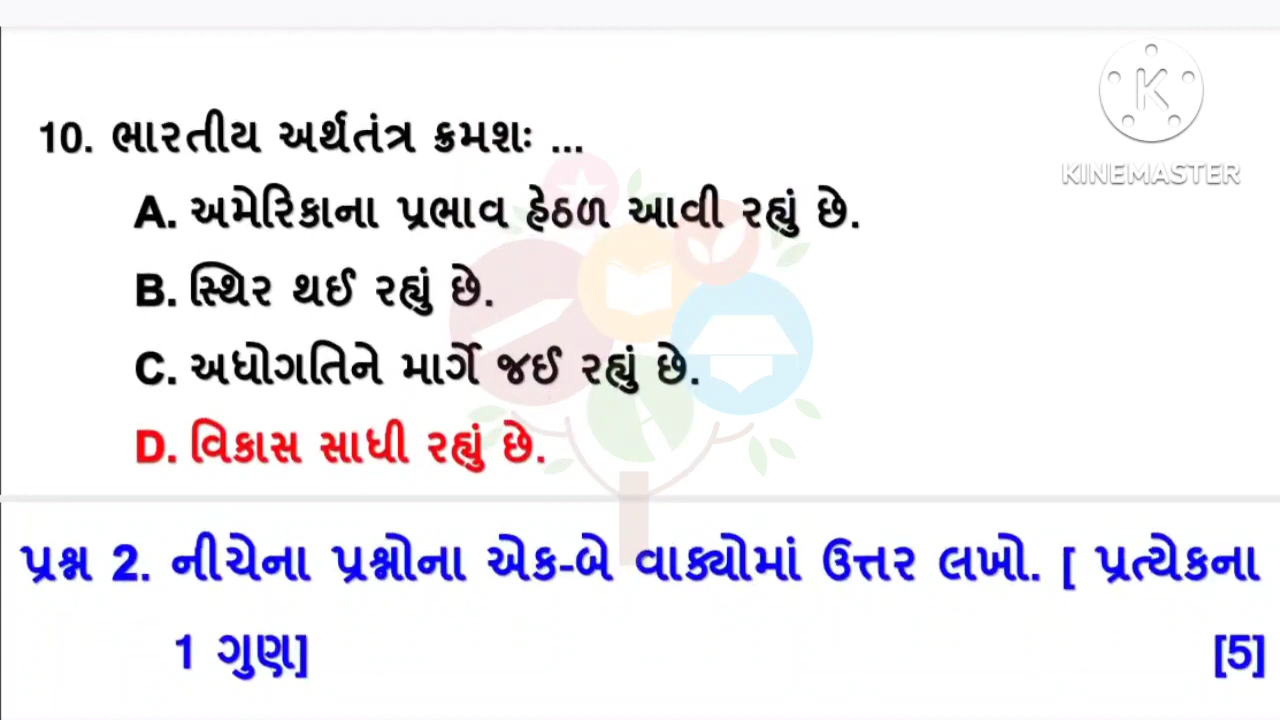 K
KINEMASTER
10. ભારતીય અર્થતંત્ર ક્રમશઃ ...
A. અમેરિકાના પ્રભાવ હેઠળ આવી રહ્યું છે.
B. સ્થિર થઈ રહ્યું છે.
C. અધોગતિને માર્ગે જઈ રહ્યું છે.
D. વિકાસ સાધી રહ્યું છે.
પ્રશ્ન 2. નીચેના પ્રશ્નોના એક-બે વાક્યોમાં ઉત્તર લખો. [ પ્રત્યેકના
1 ગુણ] [5]